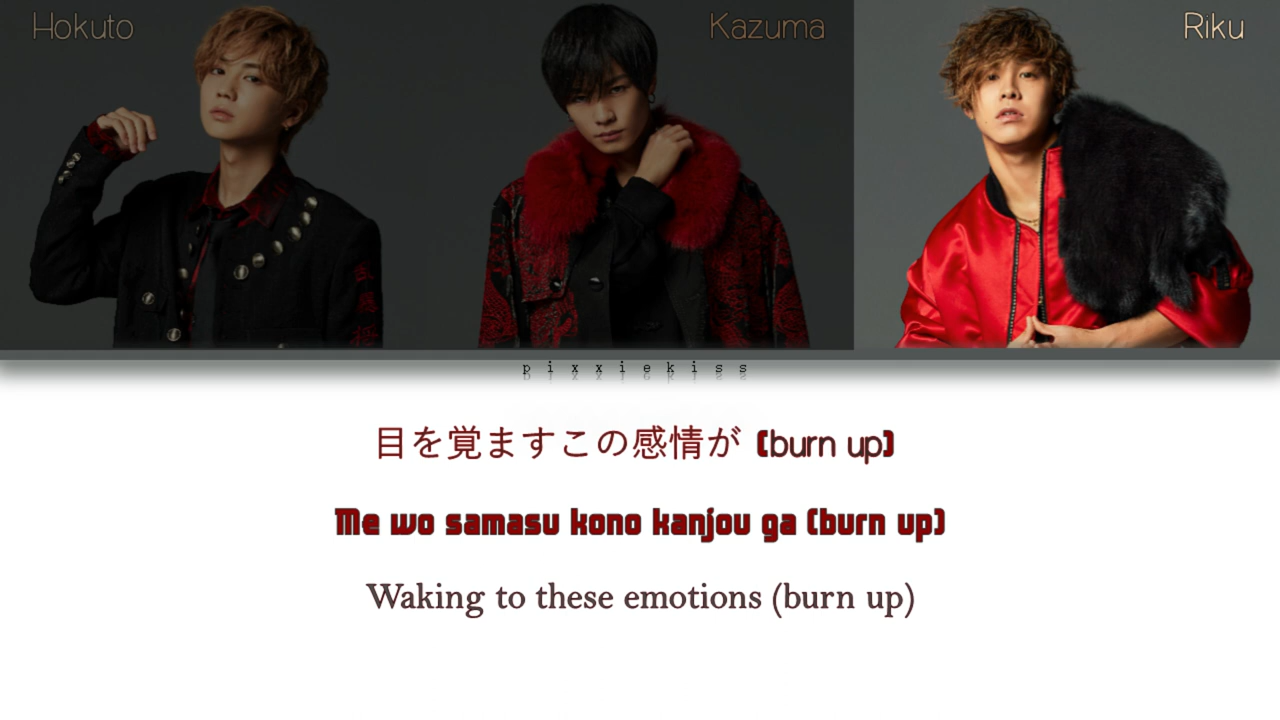 Hokuto Kazuma Riku
pixxiekiss
目を覚ますこの感情が (burn up)
Me wo samasu kono kanjou ga (burn up)
Waking to these emotions (burn up)